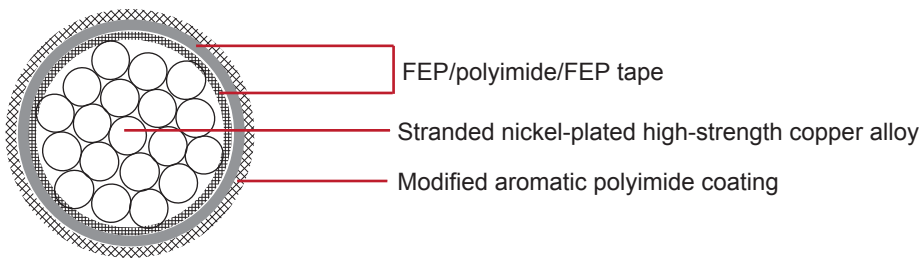 FEP/polyimide/FEP tape
Stranded nickel-plated high-strength copper alloy
Modified aromatic polyimide coating